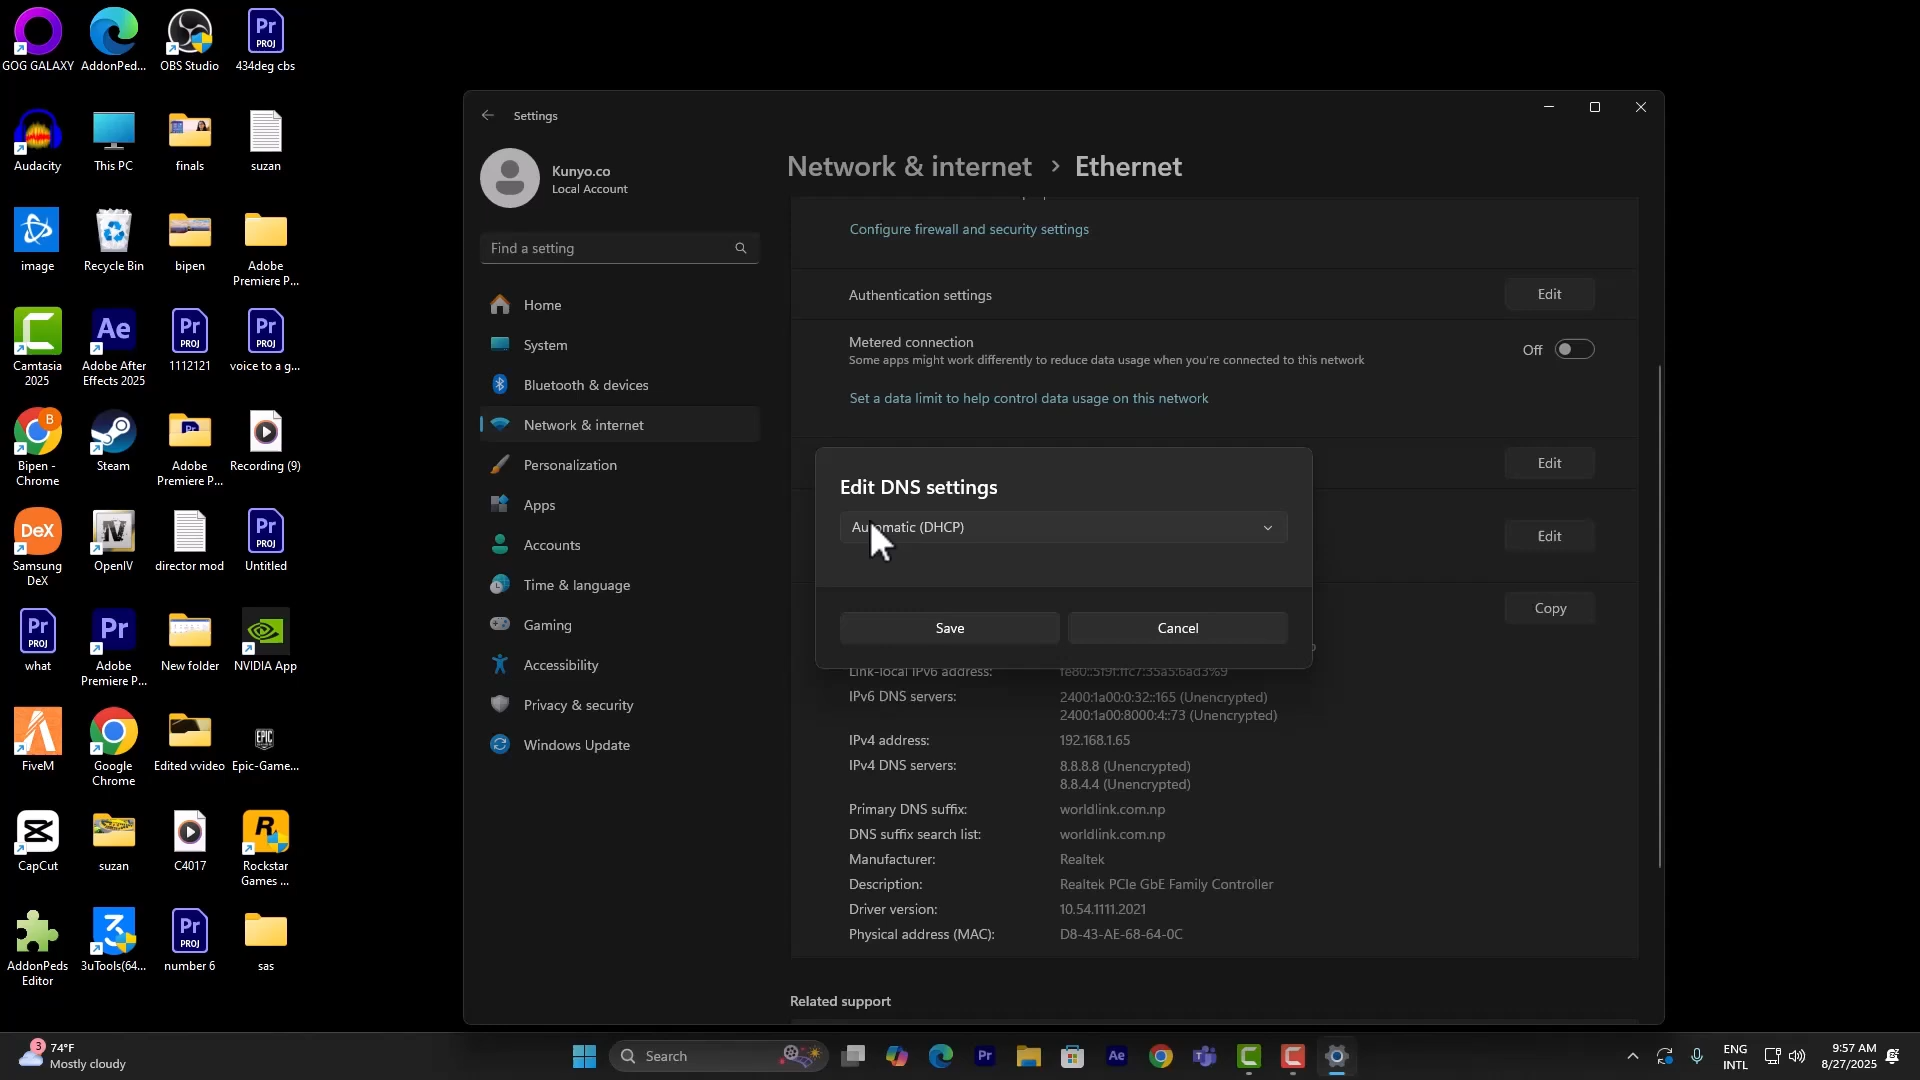 GOG GALAXY
AddonPed...
OBS Studio
434deg cbs
Audacity
This PC
finals
suzan
image
Recycle Bin
bipen
Adobe
Premiere P...
Camtasia
2025
Adobe After
Effects 2025
1112121
voice to a g...
Bipen -
Chrome
Steam
Adobe
Premiere P...
Recording (9)
Samsung
DeX
OpenIV
director mod
Untitled
what
Adobe
Premiere P...
New folder
NVIDIA App
FiveM
Google
Chrome
Edited vvideo
Epic-Game...
CapCut
suzan
C4017
Rockstar
Games ...
AddonPeds
Editor
3uTools(64...
number 6
sas
Settings
Kunyo.co
Local Account
Find a setting
Home
System
Bluetooth & devices
Network & internet
Personalization
Apps
Accounts
Time & language
Gaming
Accessibility
Privacy & security
Windows Update
Network & internet > Ethernet
Configure firewall and security settings
Authentication settings
Edit
Metered connection
Some apps might work differently to reduce data usage when you're connected to this network
Off
Set a data limit to help control data usage on this network
Edit
Edit
Copy
Edit DNS settings
Automatic (DHCP)
Save
Cancel
Link-local IPv6 address:
IPv6 DNS servers: 2400:1a00:0:32::165 (Unencrypted)
2400:1a00:8000:4::73 (Unencrypted)
IPv4 address: 192.168.1.65
IPv4 DNS servers: 8.8.8.8 (Unencrypted)
8.8.4.4 (Unencrypted)
Primary DNS suffix: worldlink.com.np
DNS suffix search list: worldlink.com.np
Manufacturer: Realtek
Description: Realtek PCIe GbE Family Controller
Driver version: 10.54.1111.2021
Physical address (MAC): D8-43-AE-68-64-0C
Related support
3
74°F
Mostly cloudy
Search
ENG
INTL
9:57 AM
8/27/2025